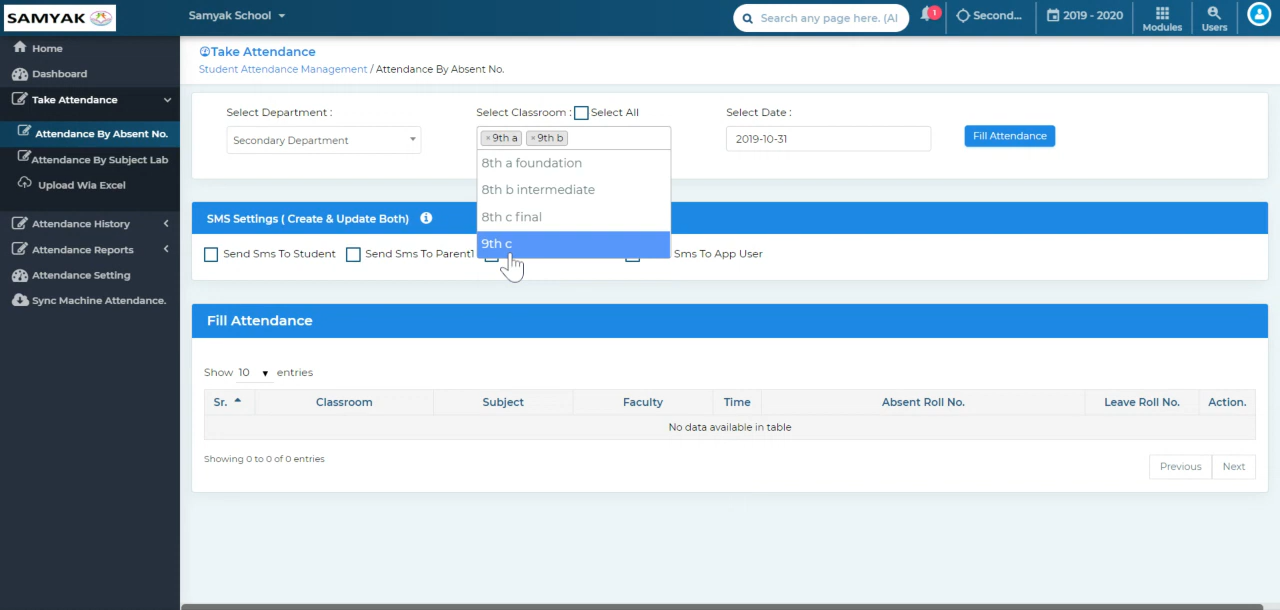 SAMYAK
Samyak School
Search any page here. (Al
1
Second...
2019 - 2020
Modules
Users
Home
Dashboard
Take Attendance
Attendance By Absent No.
Attendance By Subject Lab
Upload Wia Excel
Attendance History
Attendance Reports
Attendance Setting
Sync Machine Attendance.
Take Attendance
Student Attendance Management / Attendance By Absent No.
Select Department :
Secondary Department
Select Classroom : Select All
× 9th a × 9th b
8th a foundation
8th b intermediate
8th c final
9th c
Select Date :
2019-10-31
Fill Attendance
SMS Settings ( Create & Update Both)
Send Sms To Student
Send Sms To Parent1
Sms To App User
Fill Attendance
Show 10 entries
Sr. Classroom Subject Faculty Time Absent Roll No. Leave Roll No. Action.
No data available in table
Showing 0 to 0 of 0 entries
Previous Next